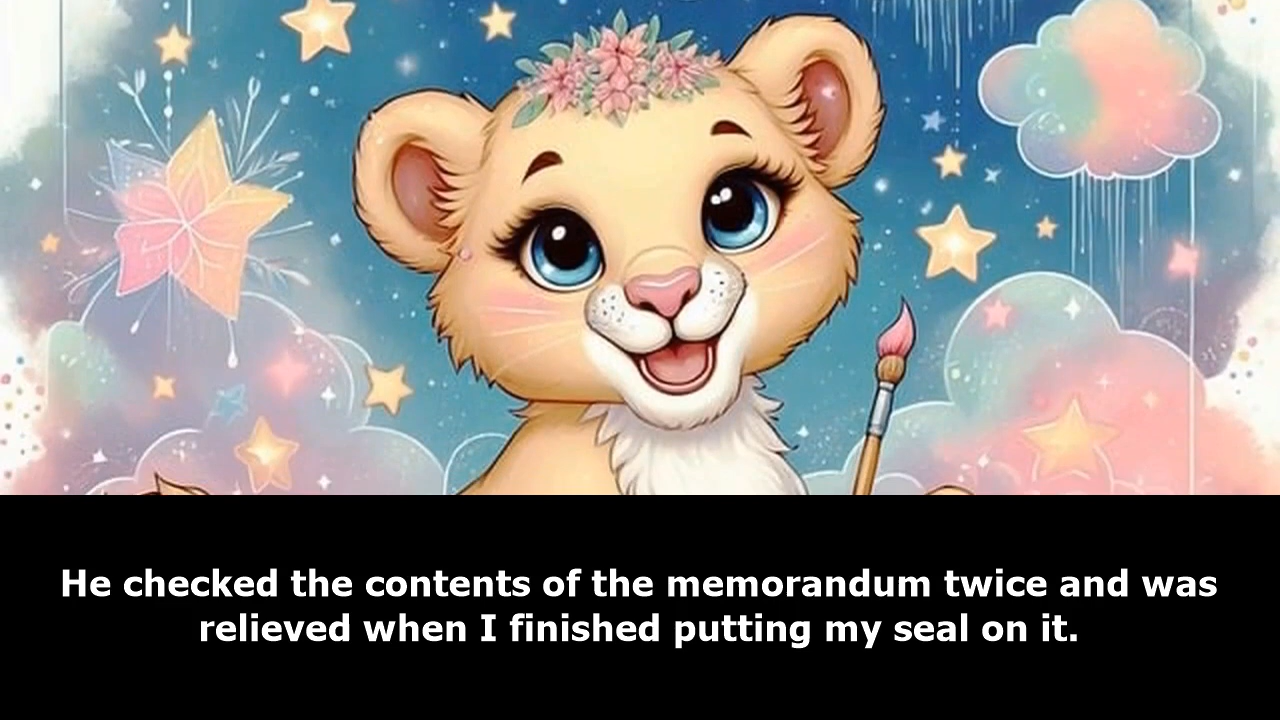 He checked the contents of the memorandum twice and was
relieved when I finished putting my seal on it.